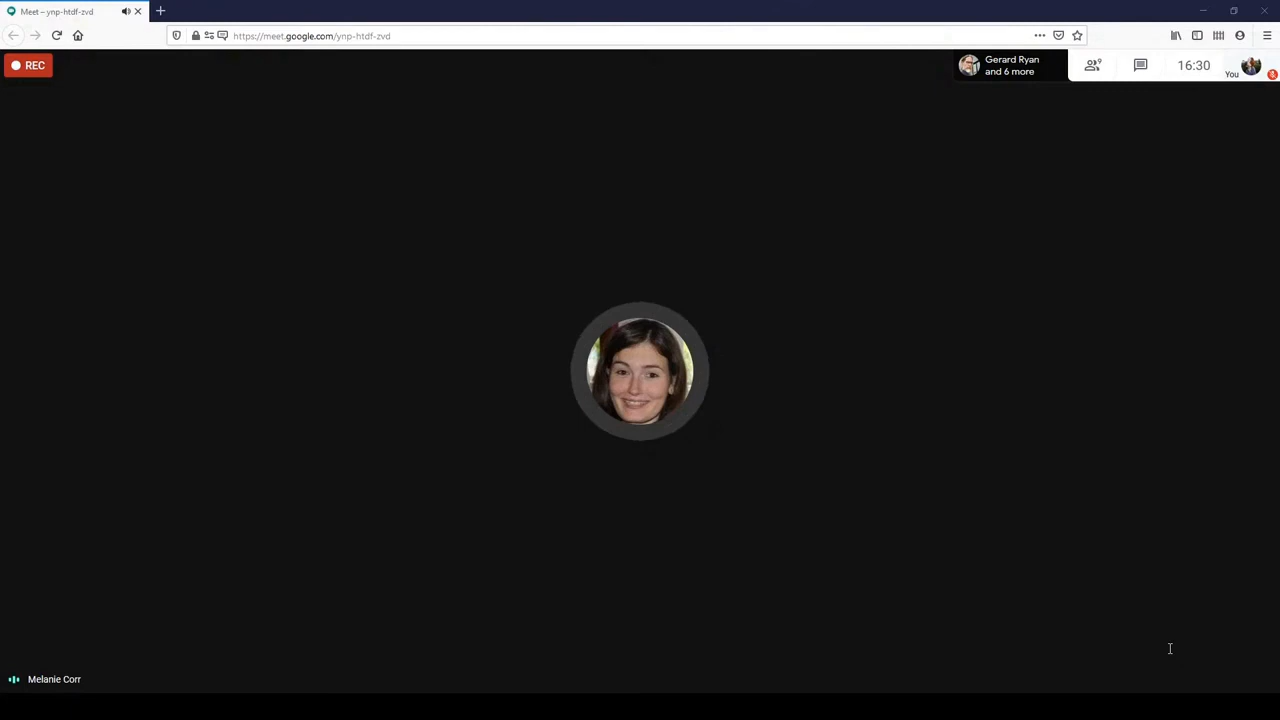 Meet – ynp-htdf-zvd
https://meet.google.com/ynp-htdf-zvd
REC
Gerard Ryan
and 6 more
9
16:30
You
Melanie Corr